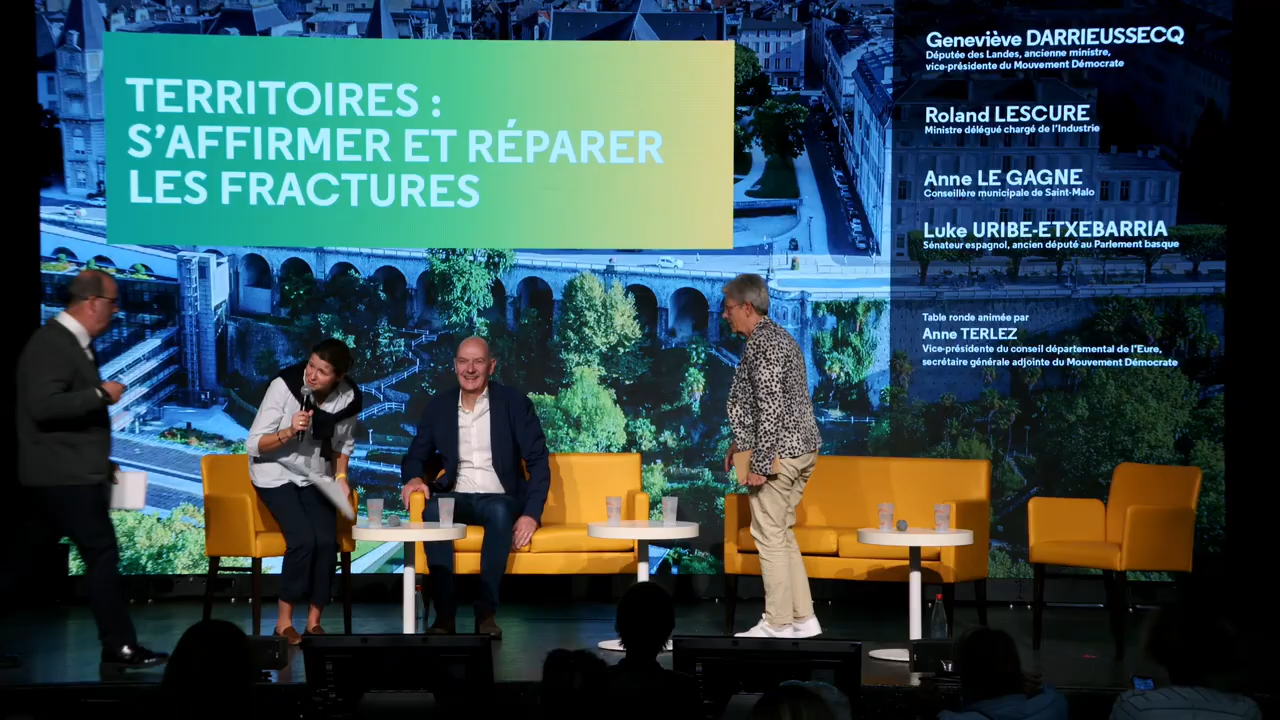 TERRITOIRES :
S'AFFIRMER ET RÉPARER
LES FRACTURES
Geneviève DARRIEUSSECQ
Députée des Landes, ancienne ministre,
vice-présidente du Mouvement Démocrate
Roland LESCURE
Ministre délégué chargé de l'Industrie
Anne LE GAGNE
Conseillère municipale de Saint-Malo
Luke URIBE-ETXEBARRIA
Sénateur espagnol, ancien député au Parlement basque
Table ronde animée par
Anne TERLEZ
Vice-présidente du conseil départemental de l'Eure,
secrétaire générale adjointe du Mouvement Démocrate